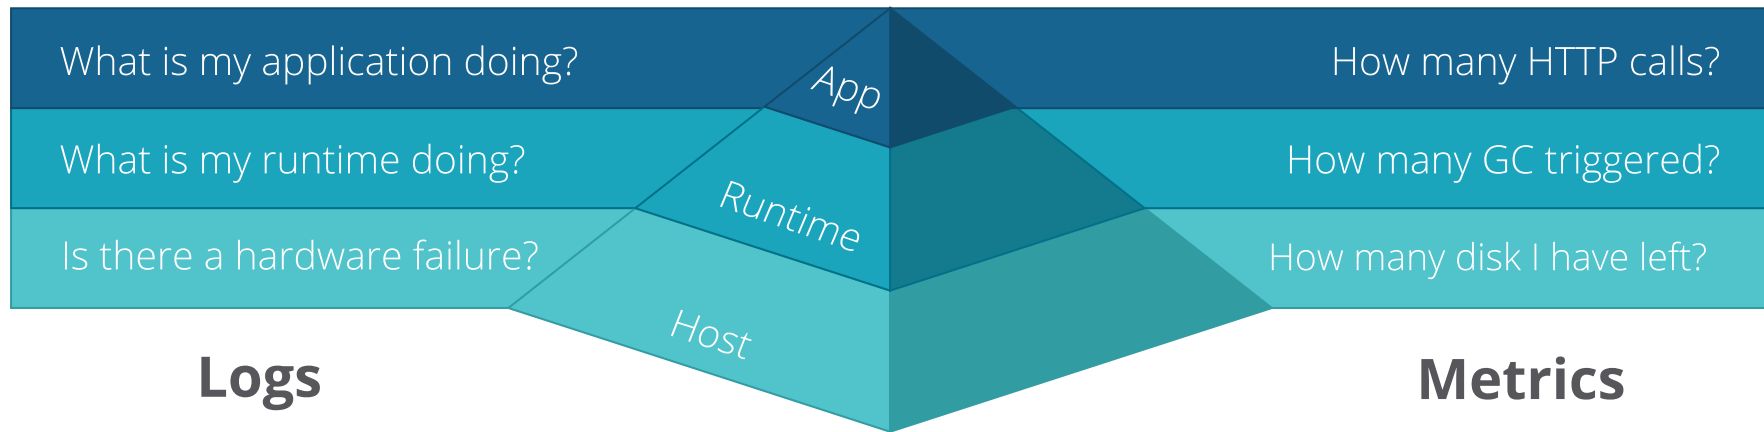 What is my application doing?
App
How many HTTP calls?
What is my runtime doing?
Runtime
How many GC triggered?
Is there a hardware failure?
Host
How many disk I have left?
Logs
Metrics